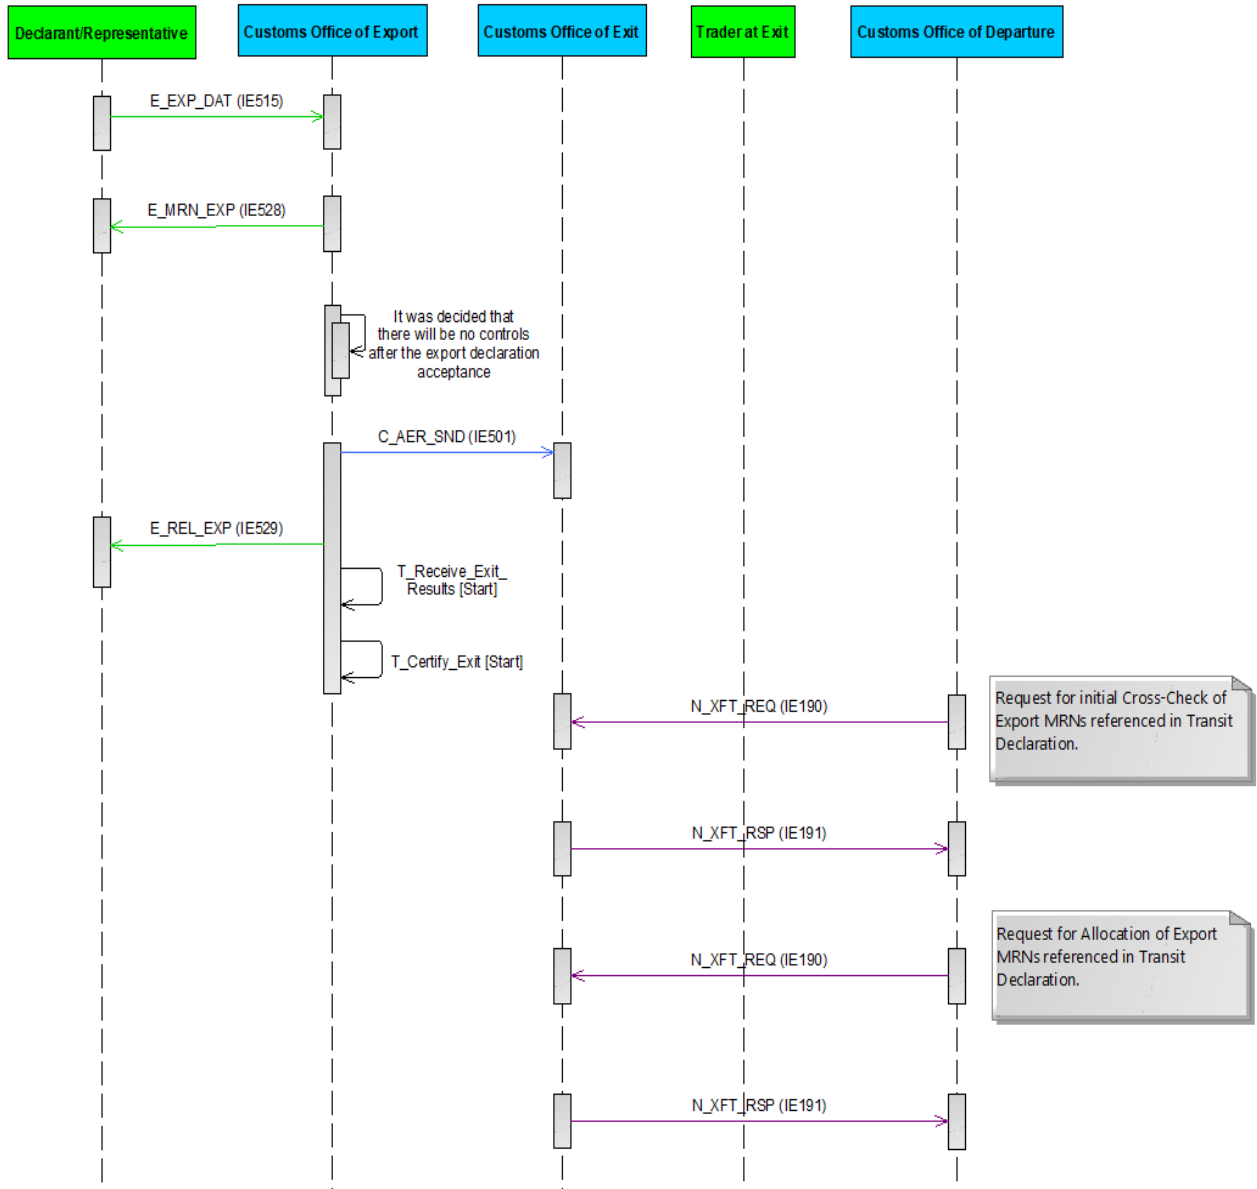 Declarant/Representative
Customs Office of Export
Customs Office of Exit
Trader at Exit
Customs Office of Departure
E_EXP_DAT (IE515)
E_MRN_EXP (IE528)
It was decided that
there will be no controls
after the export declaration
acceptance
C_AER_SND (IE501)
E_REL_EXP (IE529)
T_Receive_Exit_
Results [Start]
T_Certify_Exit [Start]
N_XFT_REQ (IE190)
Request for initial Cross-Check of
Export MRNs referenced in Transit
Declaration.
N_XFT_RSP (IE191)
N_XFT_REQ (IE190)
Request for Allocation of Export
MRNs referenced in Transit
Declaration.
N_XFT_RSP (IE191)